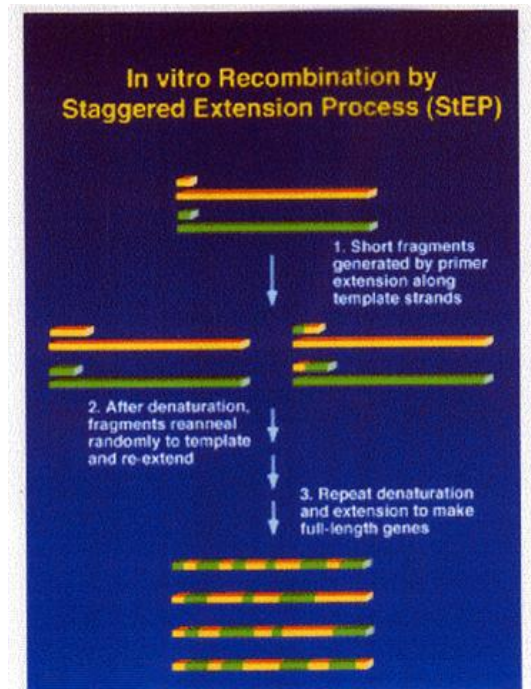 In vitro Recombination by
Staggered Extension Process (StEP)
1. Short fragments
generated by primer
extension along
template strands
2. After denaturation,
fragments reanneal
randomly to template
and re-extend
3. Repeat denaturation
and extension to make
full-length genes